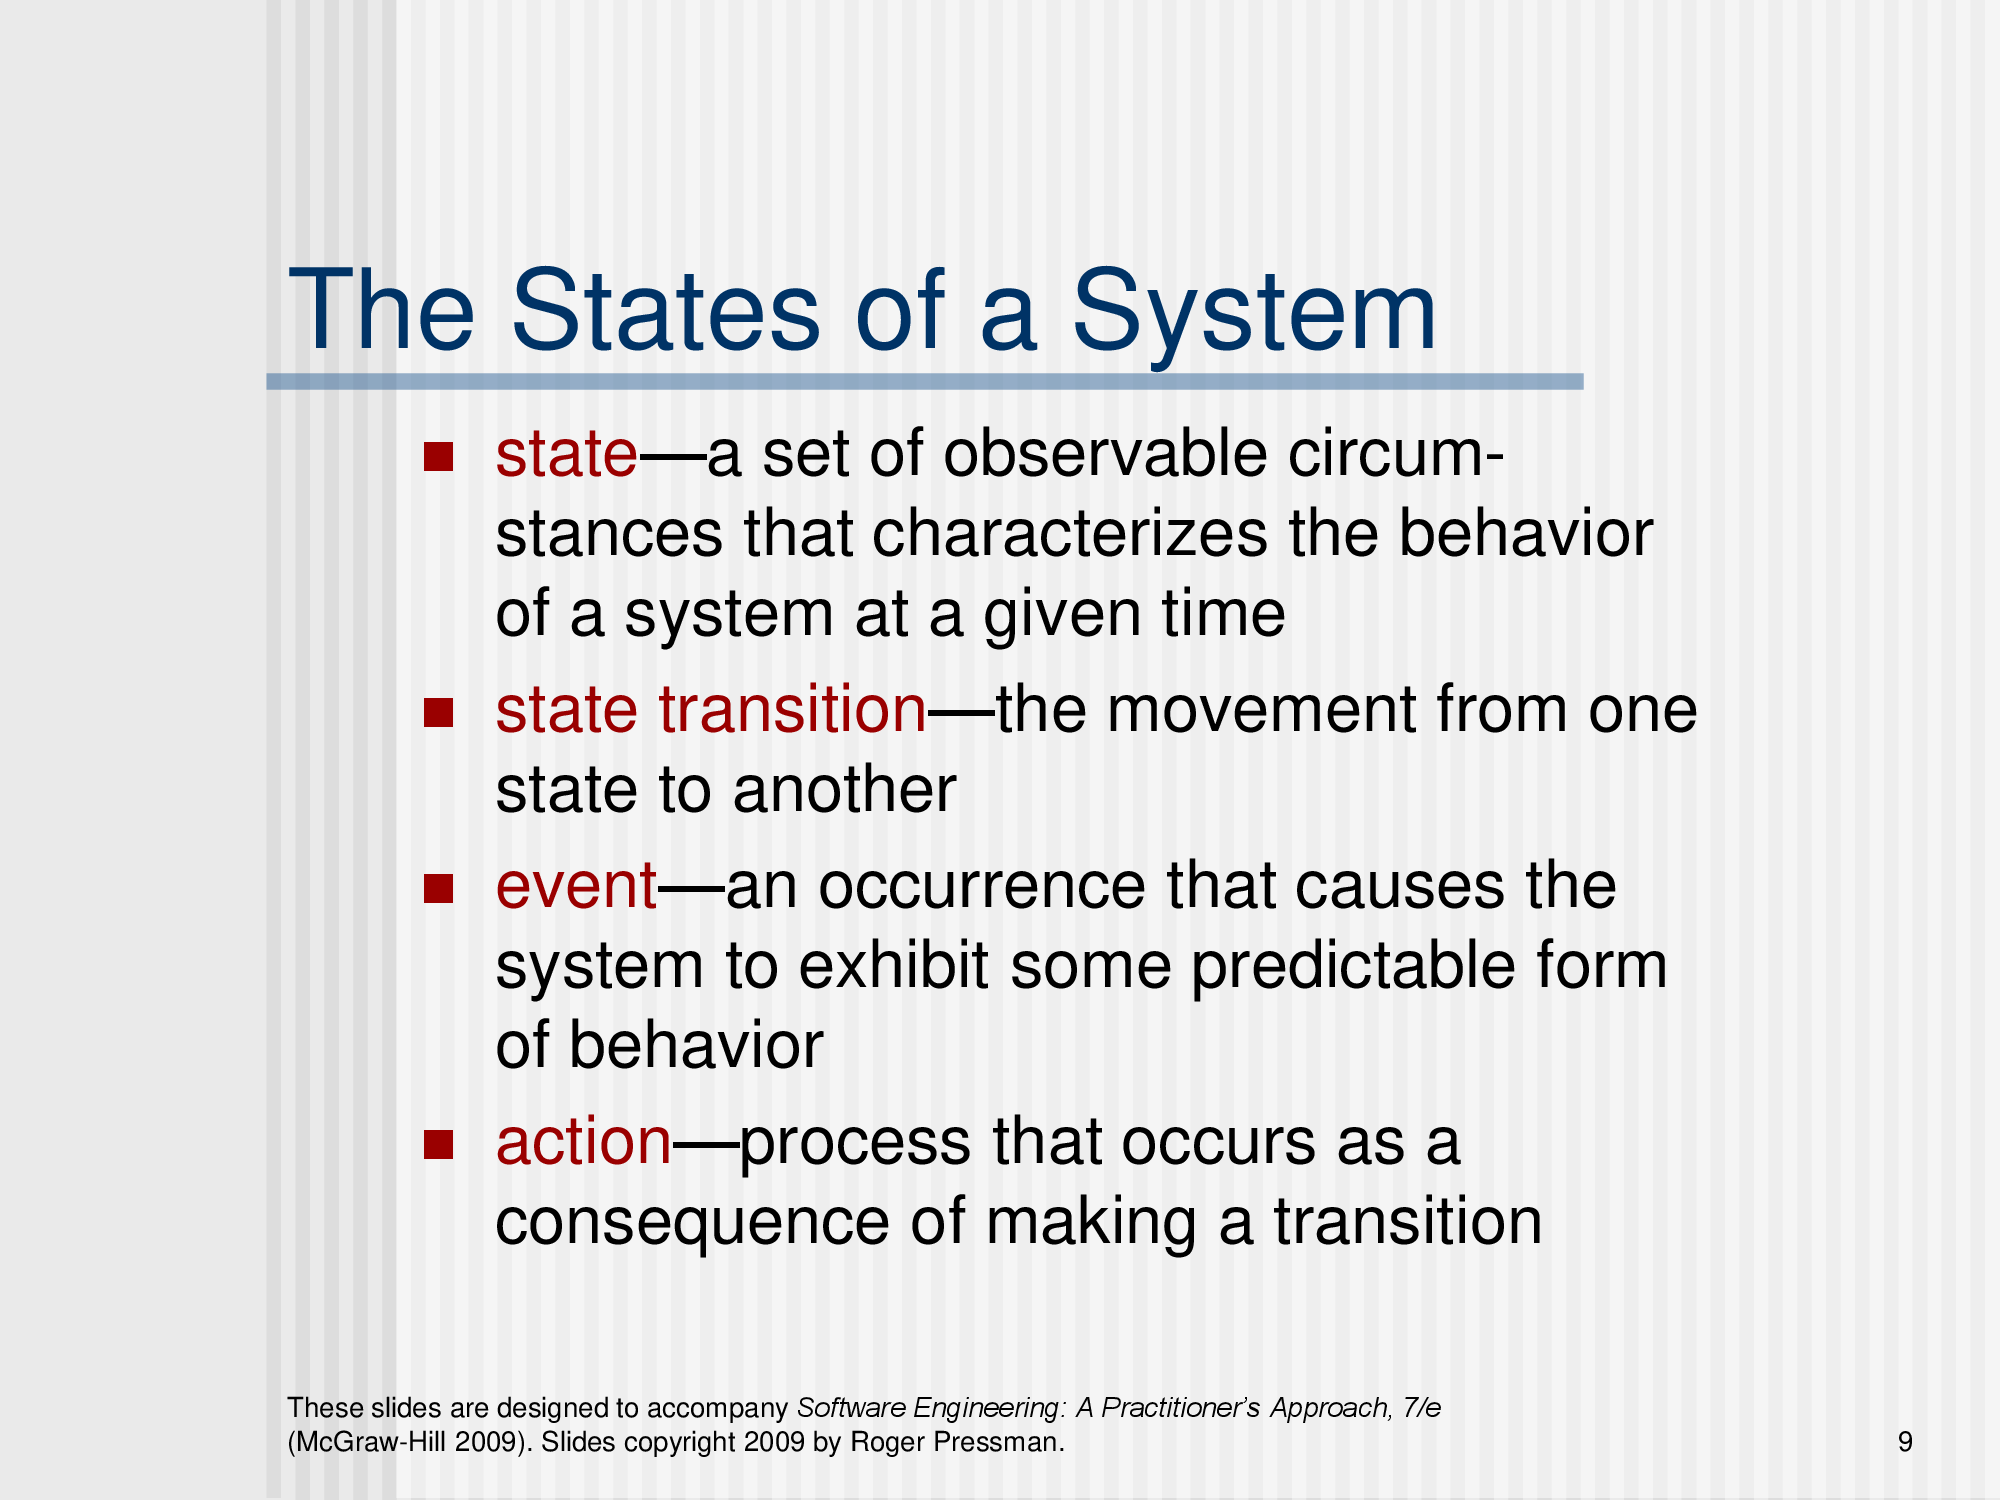 The States of a System
state—a set of observable circum-
stances that characterizes the behavior
of a system at a given time
state transition—the movement from one
state to another
event—an occurrence that causes the
system to exhibit some predictable form
of behavior
action—process that occurs as a
consequence of making a transition
These slides are designed to accompany Software Engineering: A Practitioner’s Approach, 7/e
(McGraw-Hill 2009). Slides copyright 2009 by Roger Pressman.
9